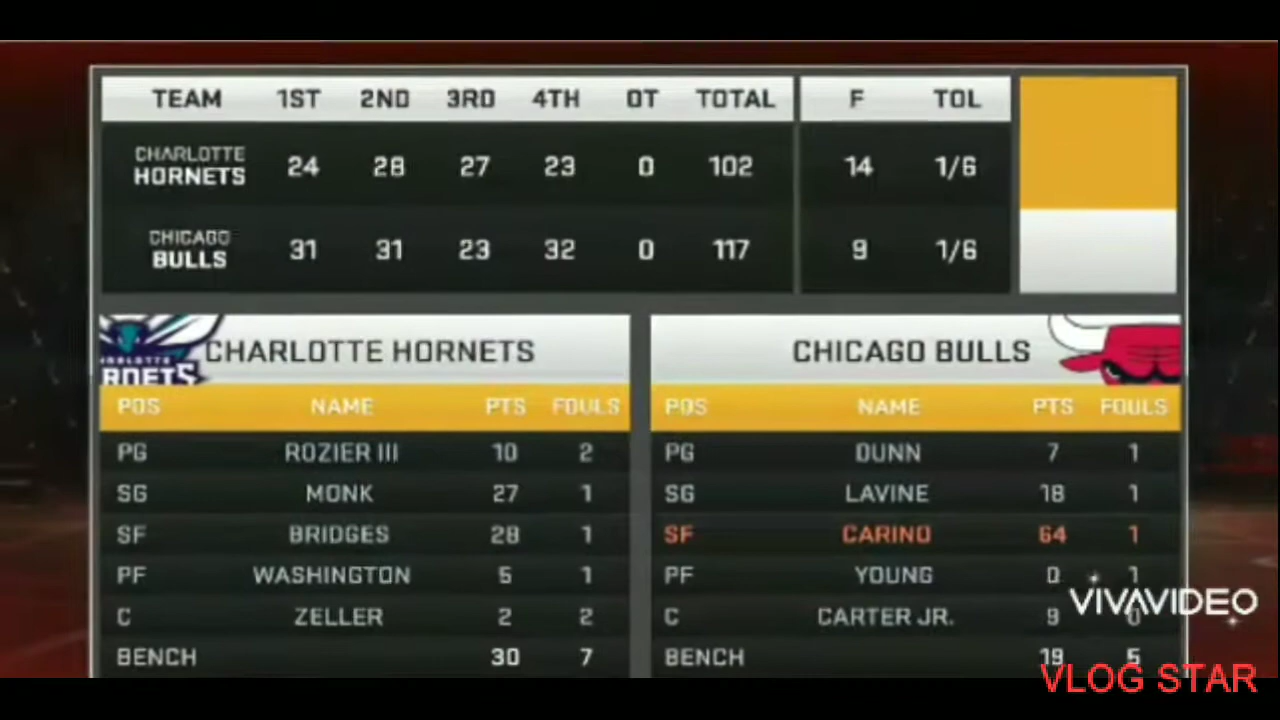 TEAM 1ST 2ND 3RD 4TH OT TOTAL F TOL
CHARLOTTE
HORNETS 24 28 27 23 0 102 14 1/6
CHICAGO
BULLS 31 31 23 32 0 117 9 1/6
CHARLOTTE HORNETS
POS NAME PTS FOULS
PG ROZIER III 10 2
SG MONK 27 1
SF BRIDGES 28 1
PF WASHINGTON 5 1
C ZELLER 2 2
BENCH 30 7
CHICAGO BULLS
POS NAME PTS FOULS
PG DUNN 7 1
SG LAVINE 18 1
SF CARINO 64 1
PF YOUNG 0 1
C CARTER JR. 9 0
BENCH 19 5
VIVAVIDEO
VLOG STAR